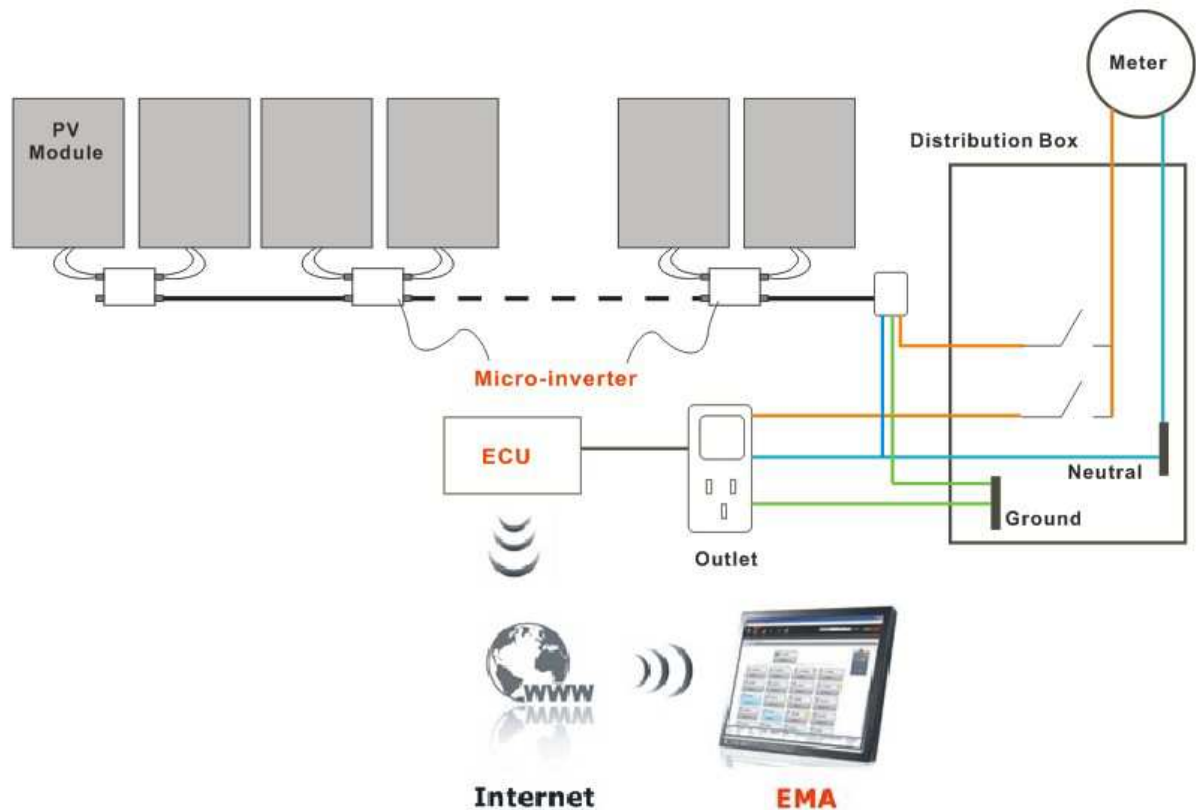 Meter
PV
Module
Distribution Box
Micro-inverter
ECU
Neutral
Ground
Outlet
WWW
Internet
EMA